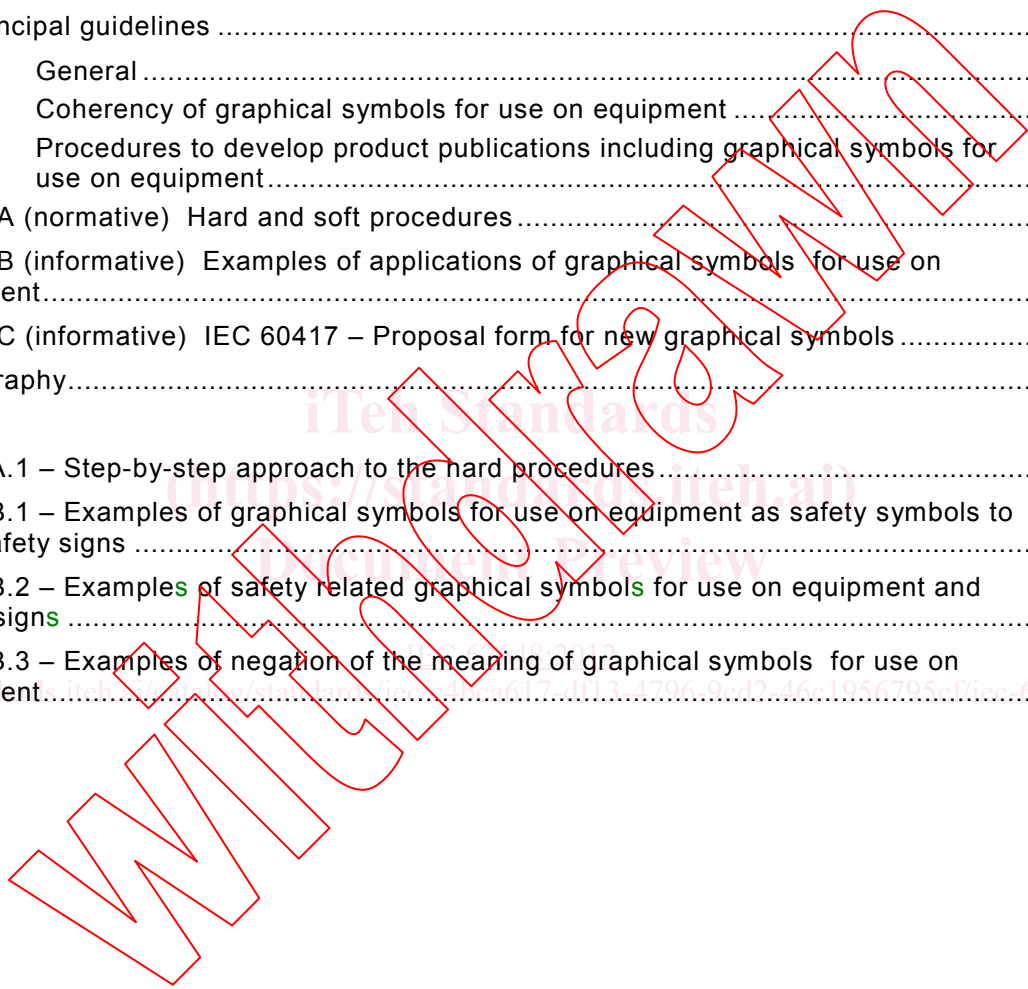 ncipal guidelines ....................................................................................................
General ....................................................................................................
Coherency of graphical symbols for use on equipment ....................................
Procedures to develop product publications including graphical symbols for
use on equipment....................................................................................
A (normative) Hard and soft procedures ............................................................
B (informative) Examples of applications of graphical symbols for use on
ent....................................................................................................
C (informative) IEC 60417 – Proposal form for new graphical symbols ..................
raphy....................................................................................................
iTeh Standards
A.1 – Step-by-step approach to the hard procedures ........................................
(https://standards.iteh.ai)
B.1 – Examples of graphical symbols for use on equipment as safety symbols to
afety signs ....................................................................................................
Document Preview
B.2 – Examples of safety related graphical symbols for use on equipment and
signs ....................................................................................................
B.3 – Examples of negation of the meaning of graphical symbols for use on
ent....................................................................................................
withdrawn